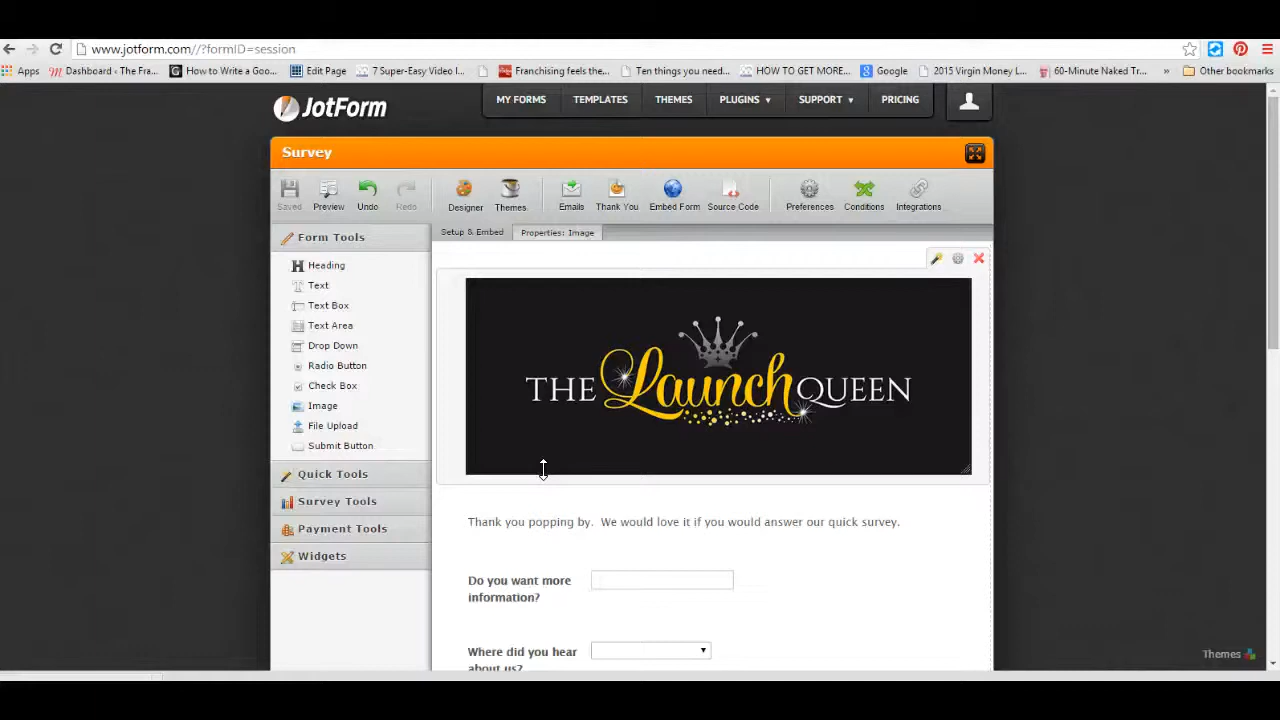 www.jotform.com//?formID=session
Apps
Dashboard ‹ The Fra...
How to Write a Goo...
Edit Page
7 Super-Easy Video I...
Franchising feels the...
Ten things you need...
HOW TO GET MORE...
Google
2015 Virgin Money L...
60-Minute Naked Tr...
»
Other bookmarks
JotForm
MY FORMS
TEMPLATES
THEMES
PLUGINS
SUPPORT
PRICING
Survey
Saved
Preview
Undo
Redo
Designer
Themes
Emails
Thank You
Embed Form
Source Code
Preferences
Conditions
Integrations
Form Tools
Setup & Embed
Properties: Image
Heading
Text
Text Box
Text Area
Drop Down
Radio Button
Check Box
Image
File Upload
Submit Button
Quick Tools
Survey Tools
Payment Tools
Widgets
THE Launch QUEEN
Thank you popping by. We would love it if you would answer our quick survey.
Do you want more
information?
Where did you hear
about us?
Themes